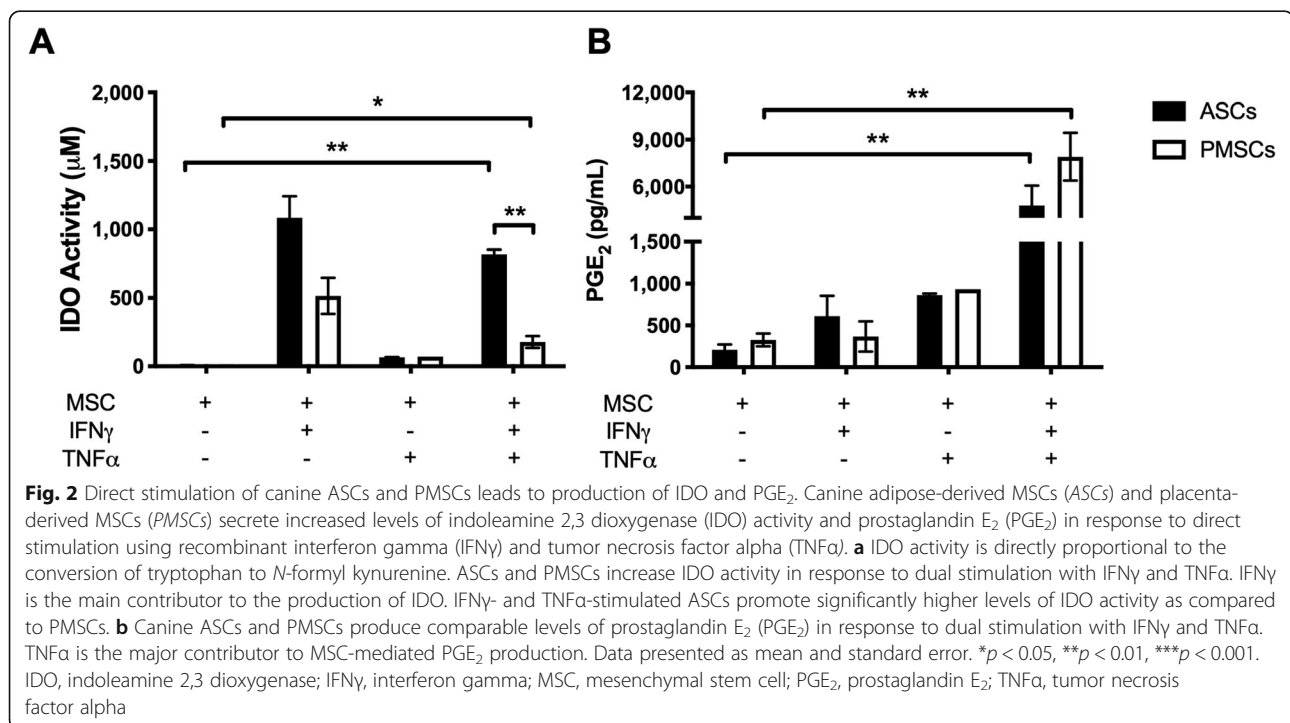 A
B
2,000
1,500
1,000
500
0
IDO Activity (μM)
*
**
**
12,000
9,000
6,000
1,500
1,000
500
0
PGE₂ (pg/mL)
**
**
ASCs
PMSCs
MSC + + + +
IFNγ - + - +
TNFα - - + +
MSC + + + +
IFNγ - + - +
TNFα - - + +
Fig. 2 Direct stimulation of canine ASCs and PMSCs leads to production of IDO and PGE₂. Canine adipose-derived MSCs (ASCs) and placenta-
derived MSCs (PMSCs) secrete increased levels of indoleamine 2,3 dioxygenase (IDO) activity and prostaglandin E₂ (PGE₂) in response to direct
stimulation using recombinant interferon gamma (IFNγ) and tumor necrosis factor alpha (TNFα). a IDO activity is directly proportional to the
conversion of tryptophan to N-formyl kynurenine. ASCs and PMSCs increase IDO activity in response to dual stimulation with IFNγ and TNFα. IFNγ
is the main contributor to the production of IDO. IFNγ- and TNFα-stimulated ASCs promote significantly higher levels of IDO activity as compared
to PMSCs. b Canine ASCs and PMSCs produce comparable levels of prostaglandin E₂ (PGE₂) in response to dual stimulation with IFNγ and TNFα.
TNFα is the major contributor to MSC-mediated PGE₂ production. Data presented as mean and standard error. *p < 0.05, **p < 0.01, ***p < 0.001.
IDO, indoleamine 2,3 dioxygenase; IFNγ, interferon gamma; MSC, mesenchymal stem cell; PGE₂, prostaglandin E₂; TNFα, tumor necrosis
factor alpha